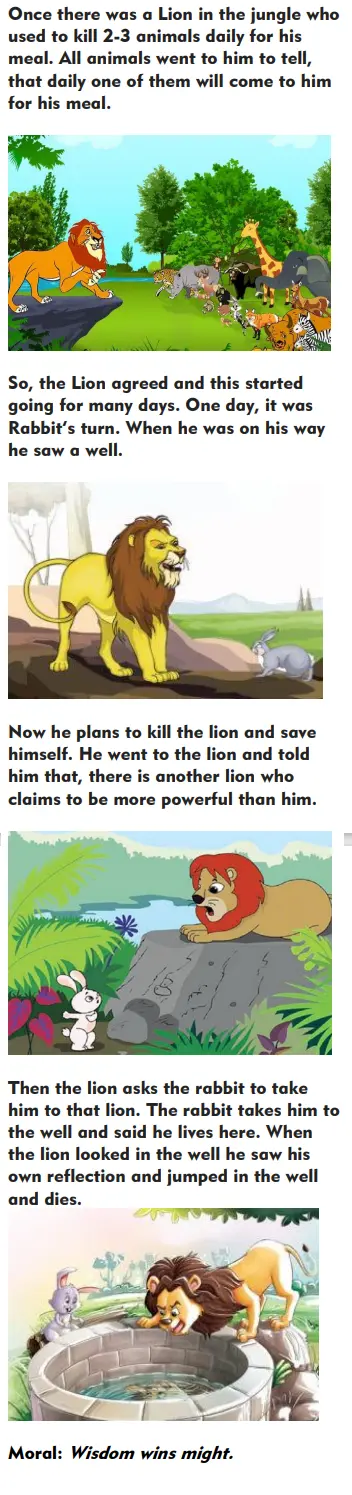 Once there was a Lion in the jungle who
used to kill 2-3 animals daily for his
meal. All animals went to him to tell,
that daily one of them will come to him
for his meal.
So, the Lion agreed and this started
going for many days. One day, it was
Rabbit’s turn. When he was on his way
he saw a well.
Now he plans to kill the lion and save
himself. He went to the lion and told
him that, there is another lion who
claims to be more powerful than him.
Then the lion asks the rabbit to take
him to that lion. The rabbit takes him to
the well and said he lives here. When
the lion looked in the well he saw his
own reflection and jumped in the well
and dies.
Moral: Wisdom wins might.